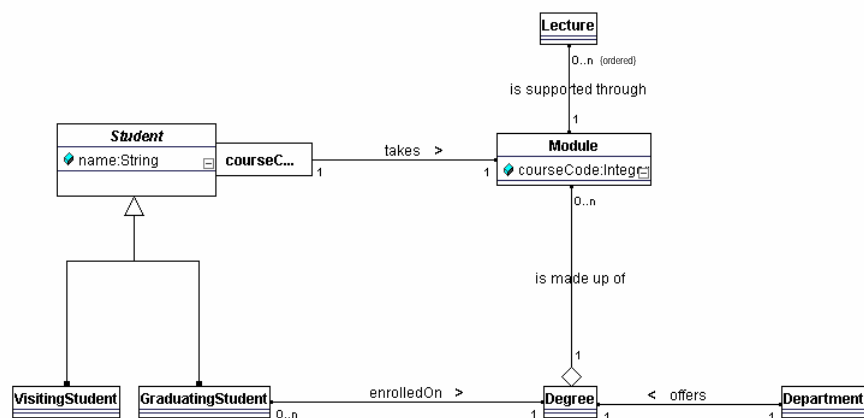 Lecture
0..n {ordered}
is supported through
1
Student
name:String
courseC...
1
takes >
1
Module
courseCode:Integer
0..n
is made up of
1
VisitingStudent
GraduatingStudent
0..n
enrolledOn >
1
Degree
1
< offers
1
Department